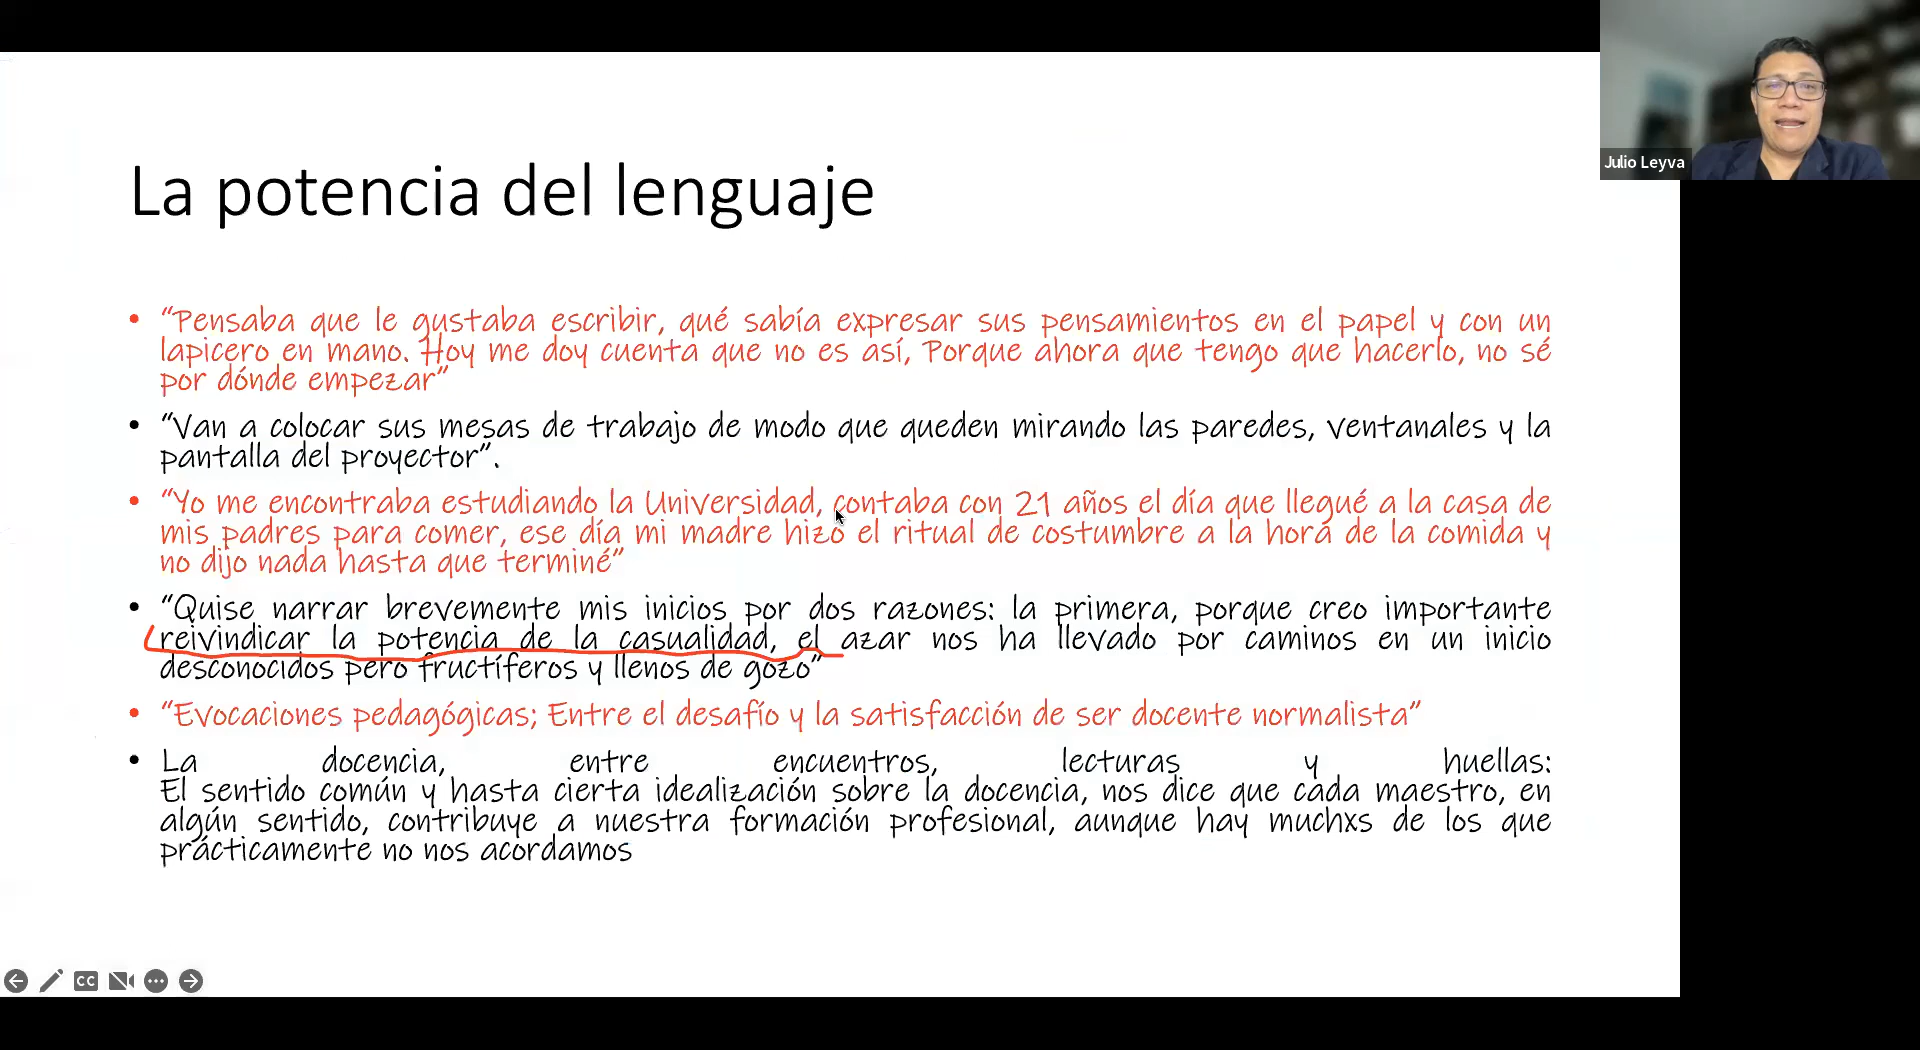 Julio Leyva
La potencia del lenguaje
• “Pensaba que le gustaba escribir, qué sabía expresar sus pensamientos en el papel y con un
lapicero en mano. Hoy me doy cuenta que no es así, Porque ahora que tengo que hacerlo, no sé
por dónde empezar”
• “Van a colocar sus mesas de trabajo de modo que queden mirando las paredes, ventanales y la
pantalla del proyector”.
• “Yo me encontraba estudiando la Universidad, contaba con 21 años el día que llegué a la casa de
mis padres para comer, ese día mi madre hizo el ritual de costumbre a la hora de la comida y
no dijo nada hasta que terminé”
• “Quise narrar brevemente mis inicios por dos razones: la primera, porque creo importante
reivindicar la potencia de la casualidad, el azar nos ha llevado por caminos en un inicio
desconocidos pero fructíferos y llenos de gozo”
• “Evocaciones pedagógicas; Entre el desafío y la satisfacción de ser docente normalista”
• La docencia, entre encuentros, lecturas y huellas:
El sentido común y hasta cierta idealización sobre la docencia, nos dice que cada maestro, en
algún sentido, contribuye a nuestra formación profesional, aunque hay muchxs de los que
prácticamente no nos acordamos
CC